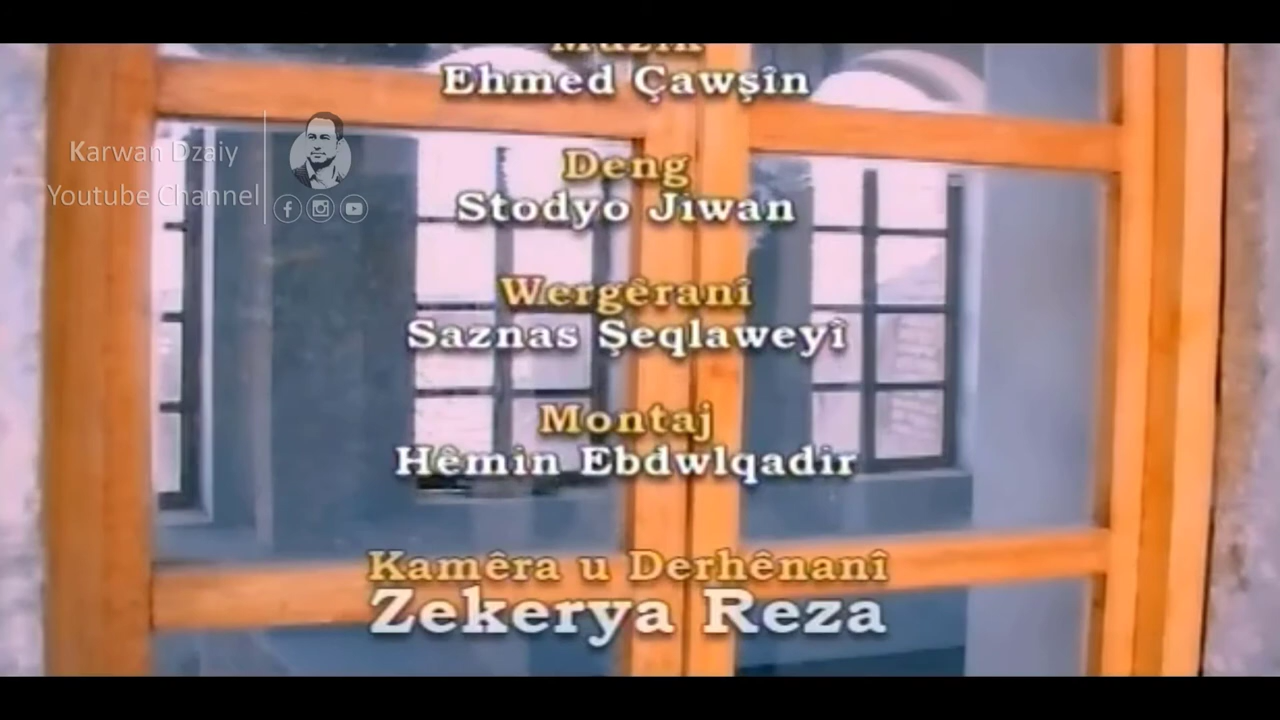 Muzîk
Ehmed Çawşîn
Karwan Dzaiy
Youtube Channel
Deng
Stodyo Jiwan
Wergêranî
Saznas Şeqlaweyî
Montaj
Hêmin Ebdwlqadir
Kamêra u Derhênanî
Zekerya Reza